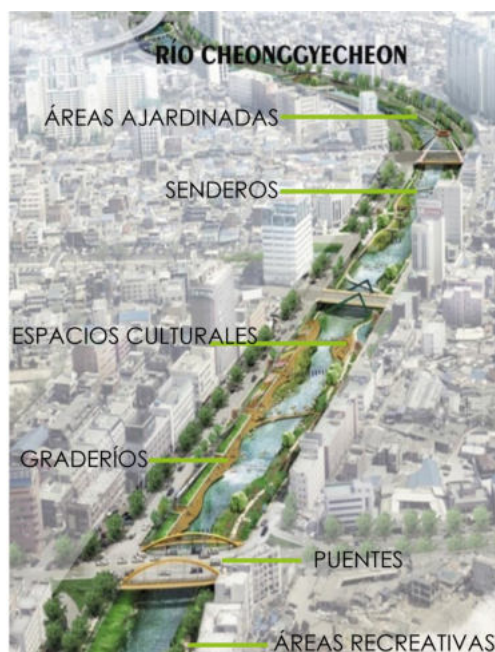 RÍO CHEONGGYECHEON
ÁREAS AJARDINADAS
SENDEROS
ESPACIOS CULTURALES
GRADERÍOS
PUENTES
ÁREAS RECREATIVAS